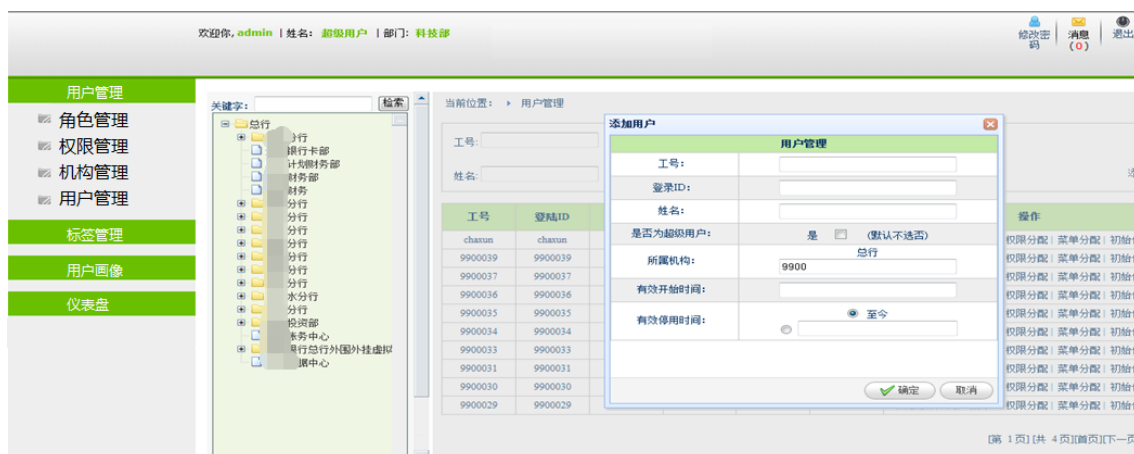 欢迎你, admin | 姓名: 超级用户 | 部门: 科技部
修改密码
消息(0)
退出
用户管理
角色管理
权限管理
机构管理
用户管理
标签管理
用户画像
仪表盘
关键字:
检索
总行
分行
银行卡部
计划财务部
财务部
财务
分行
分行
分行
分行
分行
分行
分行
水分行
分行
投资部
账务中心
银行总行外围外挂虚拟
据中心
当前位置: 用户管理
工号:
姓名:
添
工号 登陆ID 操作
chaxun chaxun 权限分配| 菜单分配| 初始
9900039 9900039 权限分配| 菜单分配| 初始
9900037 9900037 权限分配| 菜单分配| 初始
9900036 9900036 权限分配| 菜单分配| 初始
9900035 9900035 权限分配| 菜单分配| 初始
9900034 9900034 权限分配| 菜单分配| 初始
9900033 9900033 权限分配| 菜单分配| 初始
9900031 9900031 权限分配| 菜单分配| 初始
9900030 9900030 权限分配| 菜单分配| 初始
9900029 9900029 权限分配| 菜单分配| 初始
[第 1页][共 4页][首页][下一页
添加用户
用户管理
工号:
登录ID:
姓名:
是否为超级用户: 是 (默认不选否)
所属机构: 总行
9900
有效开始时间:
有效停用时间: 至今
确定 取消